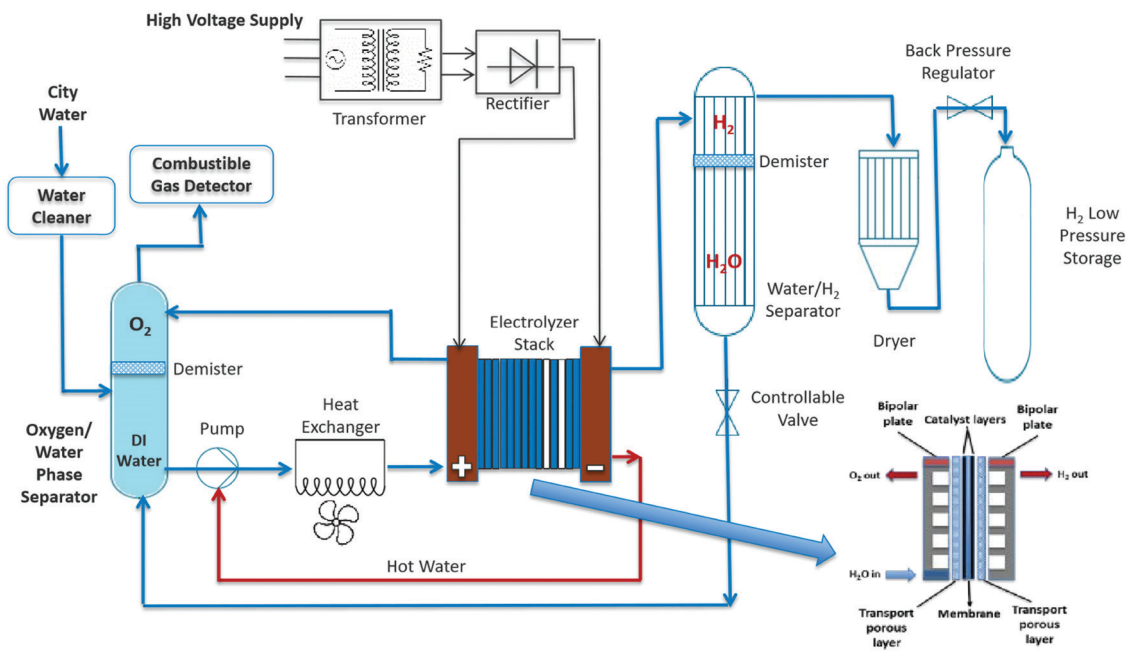 High Voltage Supply
Transformer
Rectifier
Back Pressure
Regulator
City
Water
Combustible
Gas Detector
Water
Cleaner
H₂
Demister
H₂O
H₂ Low
Pressure
Storage
Water/H₂
Separator
Dryer
O₂
Electrolyzer
Stack
Demister
Controllable
Valve
Heat
Exchanger
Pump
Oxygen/
Water
Phase
Separator
DI
Water
+
−
Hot Water
Bipolar
plate
Catalyst layers
Bipolar
plate
O₂ out
H₂ out
H₂O in
Transport
porous
layer
Membrane
Transport
porous
layer